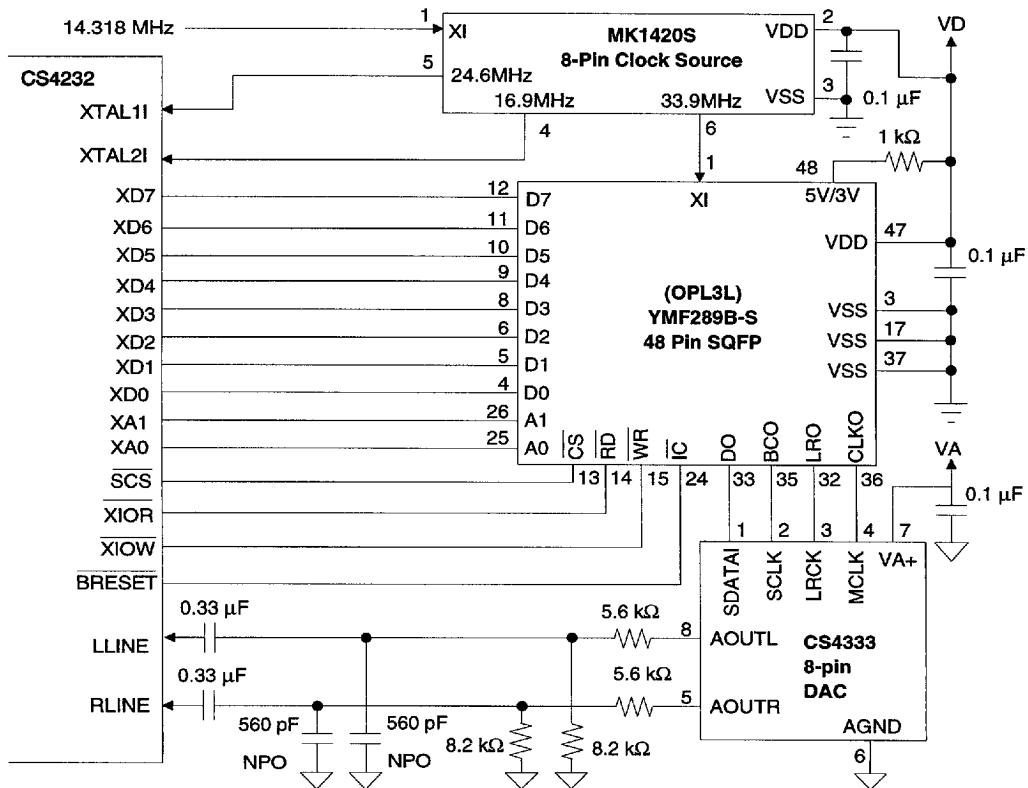 14.318 MHz
1
XI
MK1420S
8-Pin Clock Source
VDD
2
VD
CS4232
5
24.6MHz
16.9MHz
33.9MHz
VSS
3
0.1 µF
XTAL1I
4
6
1 kΩ
XTAL2I
1
48
XI
5V/3V
XD7
12
D7
XD6
11
D6
XD5
10
D5
XD4
9
D4
XD3
8
D3
XD2
6
D2
XD1
5
D1
XD0
4
D0
XA1
26
A1
XA0
25
A0
VDD
47
0.1 µF
(OPL3L)
YMF289B-S
48 Pin SQFP
VSS
3
VSS
17
VSS
37
CS
RD
WR
IC
DO
BCO
LRO
CLKO
VA
SCS
13
14
15
24
33
35
32
36
0.1 µF
XIOR
XIOW
BRESET
1
2
3
4
7
SDATAI
SCLK
LRCK
MCLK
VA+
0.33 µF
5.6 kΩ
LLINE
8
AOUTL
CS4333
8-pin
DAC
0.33 µF
5.6 kΩ
RLINE
5
AOUTR
560 pF
NPO
560 pF
NPO
8.2 kΩ
8.2 kΩ
AGND
6